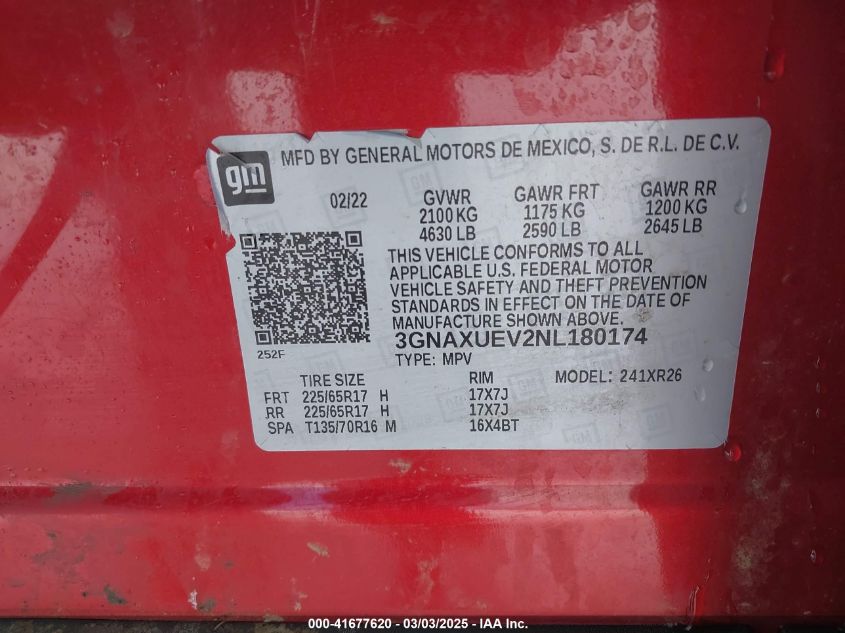 gm
MFD BY GENERAL MOTORS DE MEXICO, S. DE R.L. DE C.V.
02/22 GVWR GAWR FRT GAWR RR
2100 KG 1175 KG 1200 KG
4630 LB 2590 LB 2645 LB
THIS VEHICLE CONFORMS TO ALL
APPLICABLE U.S. FEDERAL MOTOR
VEHICLE SAFETY AND THEFT PREVENTION
STANDARDS IN EFFECT ON THE DATE OF
MANUFACTURE SHOWN ABOVE.
252F
3GNAXUEV2NL180174
TYPE: MPV
TIRE SIZE RIM MODEL: 241XR26
FRT 225/65R17 H 17X7J
RR 225/65R17 H 17X7J
SPA T135/70R16 M 16X4BT
000-41677620 - 03/03/2025 - IAA Inc.